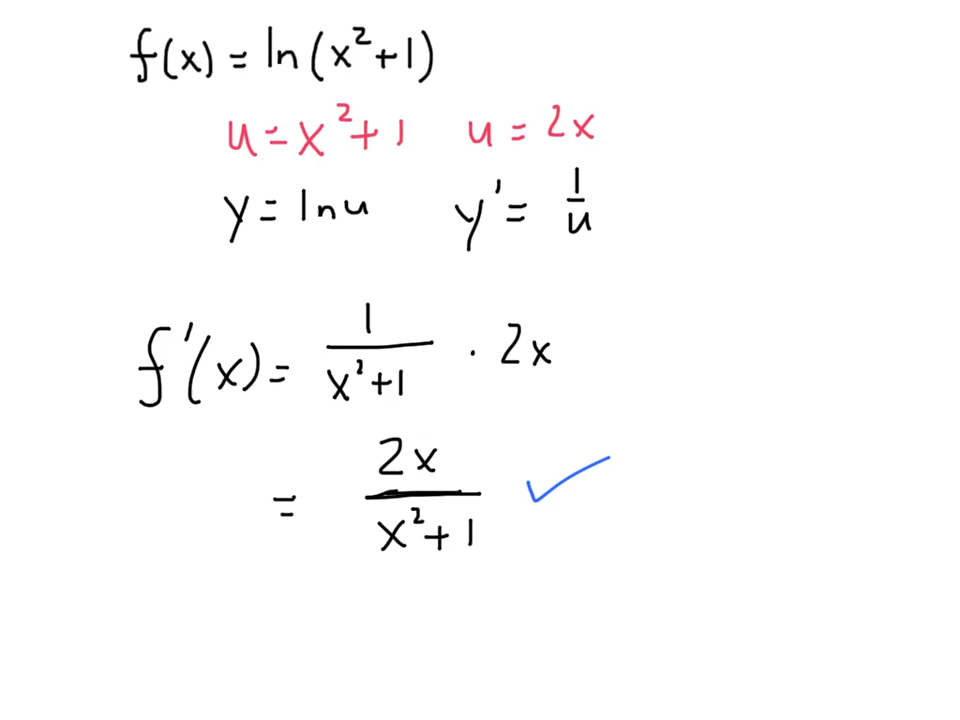 f(x) = ln(x²+1)
u = x²+1 u = 2x
y = ln u y' = 1/u
f'(x) = 1/(x²+1) · 2x
= 2x/(x²+1) ✓